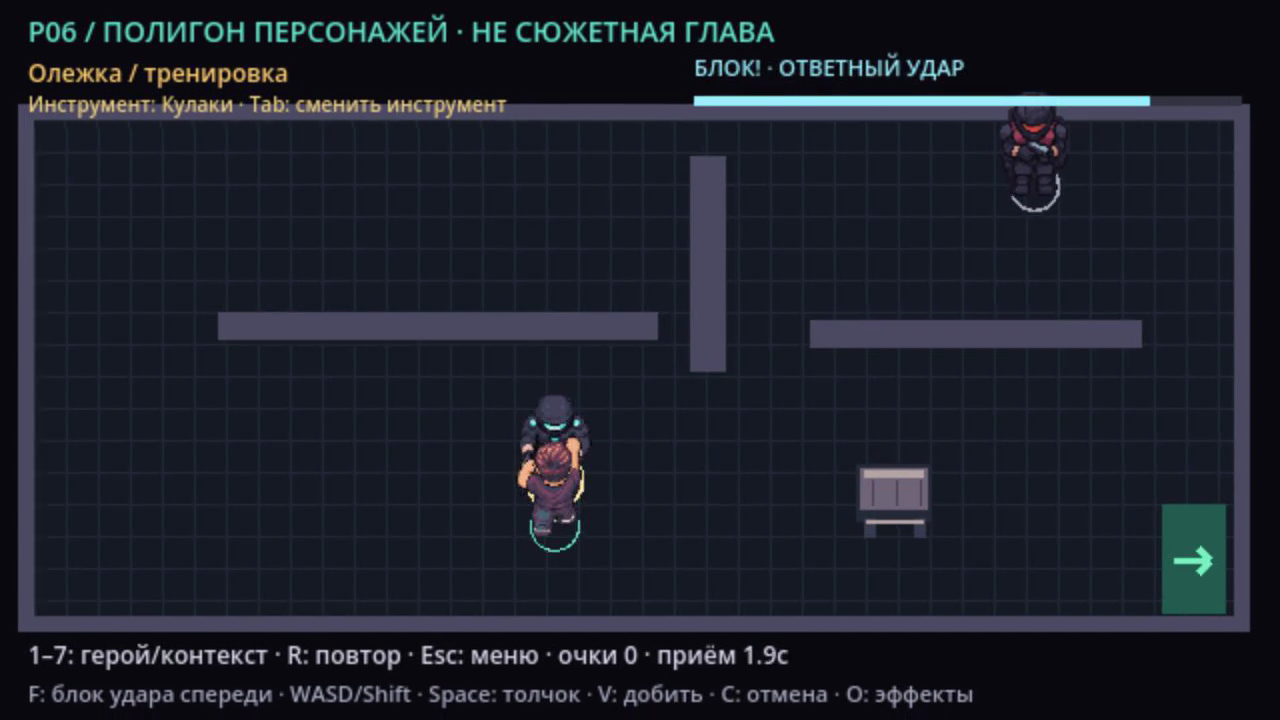 P06 / ПОЛИГОН ПЕРСОНАЖЕЙ · НЕ СЮЖЕТНАЯ ГЛАВА
Олежка / тренировка
БЛОК! · ОТВЕТНЫЙ УДАР
Инструмент: Кулаки · Tab: сменить инструмент
1–7: герой/контекст · R: повтор · Esc: меню · очки 0 · приём 1.9с
F: блок удара спереди · WASD/Shift · Space: толчок · V: добить · C: отмена · O: эффекты